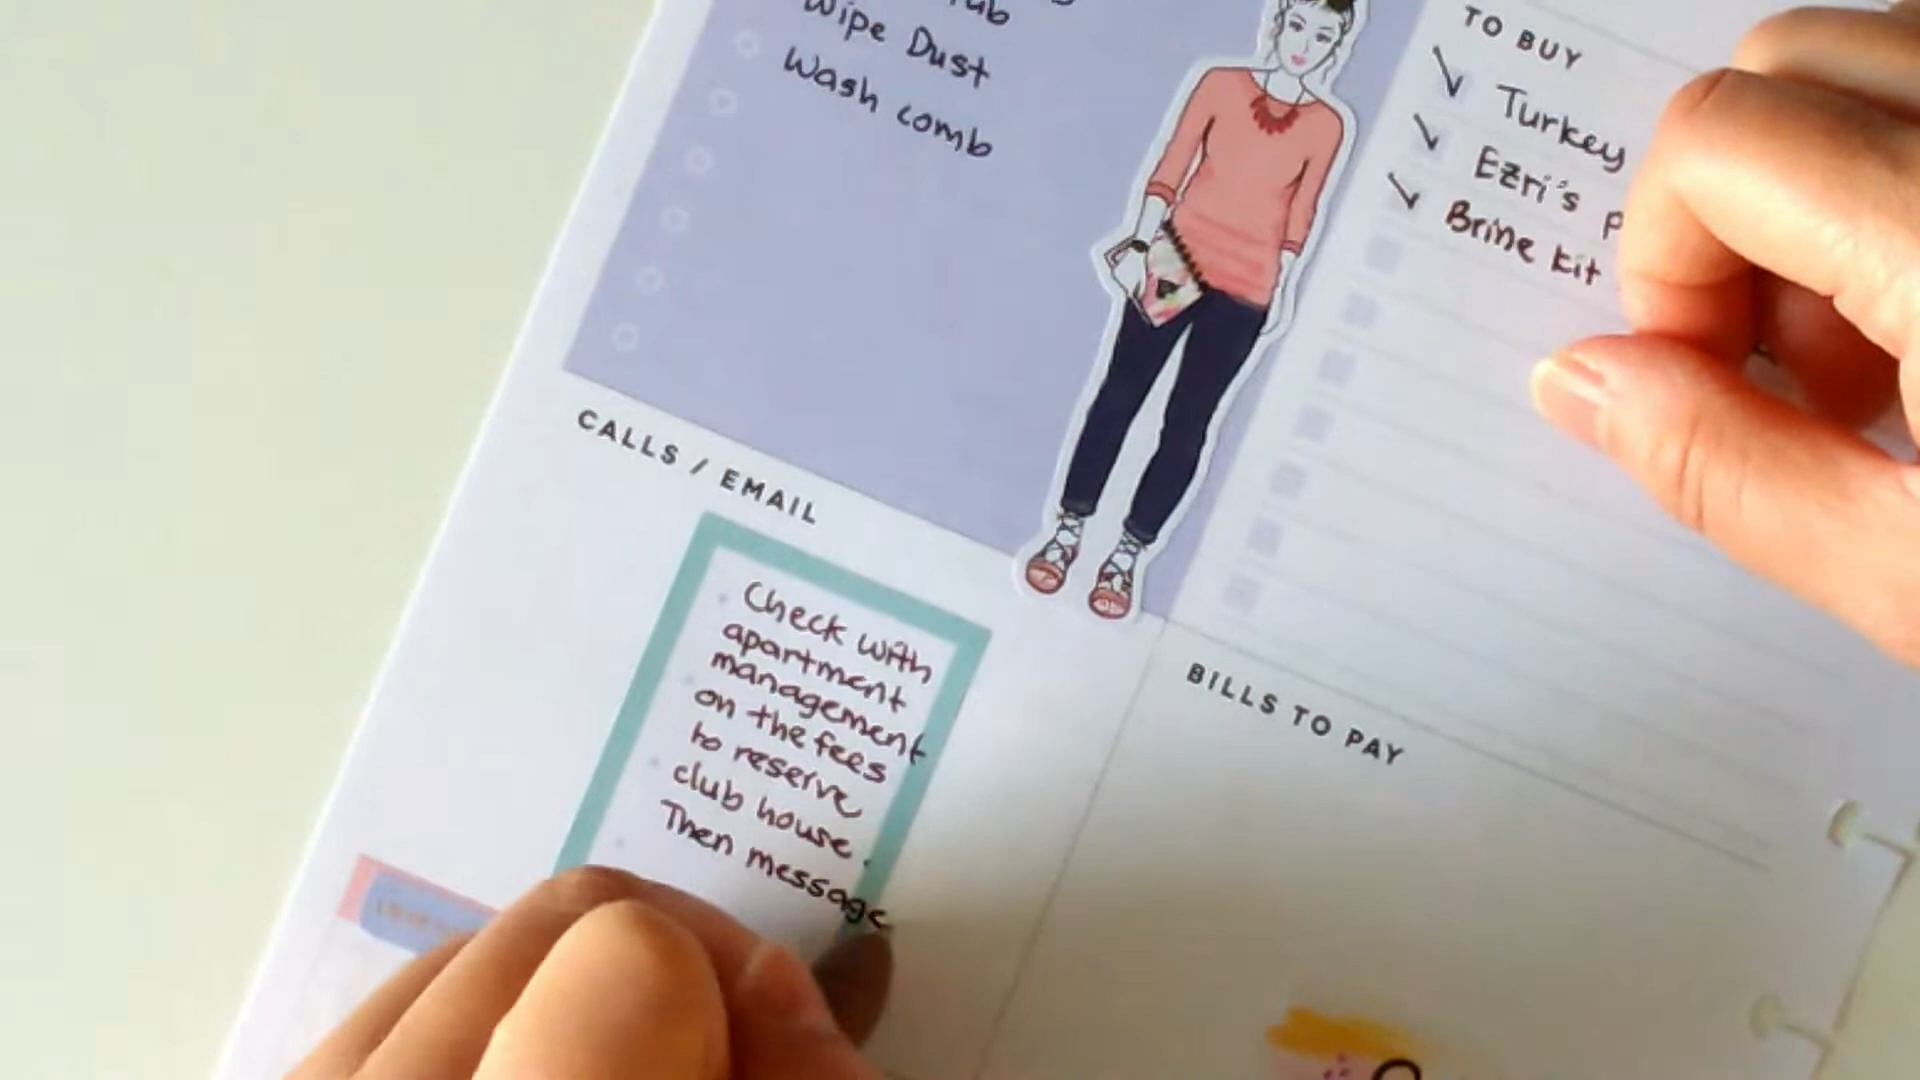 Wipe Dust
Wash comb
TO BUY
Turkey
Ezri's
Brine kit
CALLS / EMAIL
Check with
apartment
management
on the fees
to reserve
club house.
Then message
BILLS TO PAY